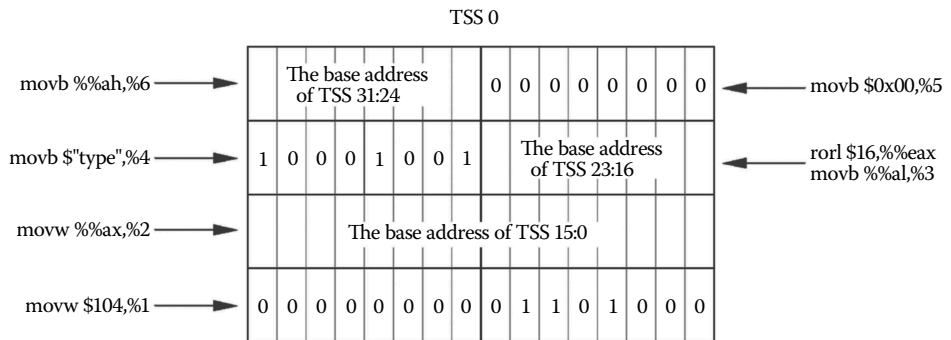 TSS 0
movb %%ah,%6
The base address
of TSS 31:24
0 0 0 0 0 0 0 0
movb $0x00,%5
movb $"type",%4
1 0 0 0 1 0 0 1
The base address
of TSS 23:16
rorl $16,%%eax
movb %%al,%3
movw %%ax,%2
The base address of TSS 15:0
movw $104,%1
0 0 0 0 0 0 0 0 0 1 1 0 1 0 0 0